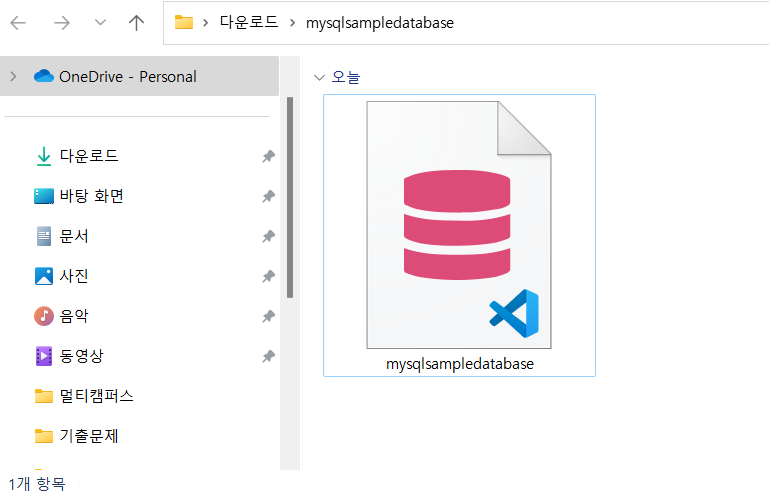 다운로드 > mysqlsampledatabase
OneDrive - Personal
오늘
다운로드
바탕 화면
문서
사진
음악
동영상
멀티캠퍼스
기출문제
mysqlsampledatabase
1개 항목